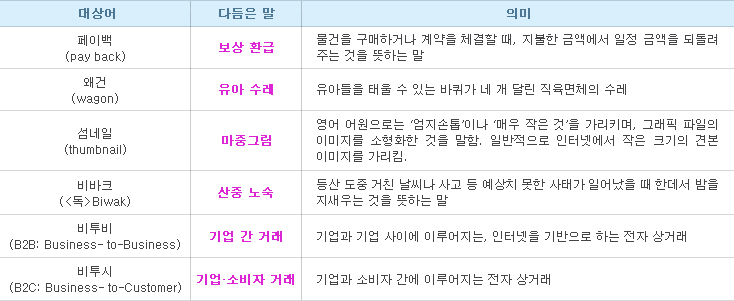 대상어 다듬은 말 의미
페이백
(pay back)
보상 환급
물건을 구매하거나 계약을 체결할 때, 지불한 금액에서 일정 금액을 되돌려
주는 것을 뜻하는 말
왜건
(wagon)
유아 수레
유아들을 태울 수 있는 바퀴가 네 개 달린 직육면체의 수레
섬네일
(thumbnail)
마중그림
영어 어원으로는 ‘엄지손톱’이나 ‘매우 작은 것’을 가리키며, 그래픽 파일의
이미지를 소형화한 것을 말함. 일반적으로 인터넷에서 작은 크기의 견본
이미지를 가리킴.
비바크
(<독>Biwak)
산중 노숙
등산 도중 거친 날씨나 사고 등 예상치 못한 사태가 일어났을 때 한데서 밤을
지새우는 것을 뜻하는 말
비투비
(B2B: Business- to-Business)
기업 간 거래
기업과 기업 사이에 이루어지는, 인터넷을 기반으로 하는 전자 상거래
비투시
(B2C: Business- to-Customer)
기업·소비자 거래
기업과 소비자 간에 이루어지는 전자 상거래